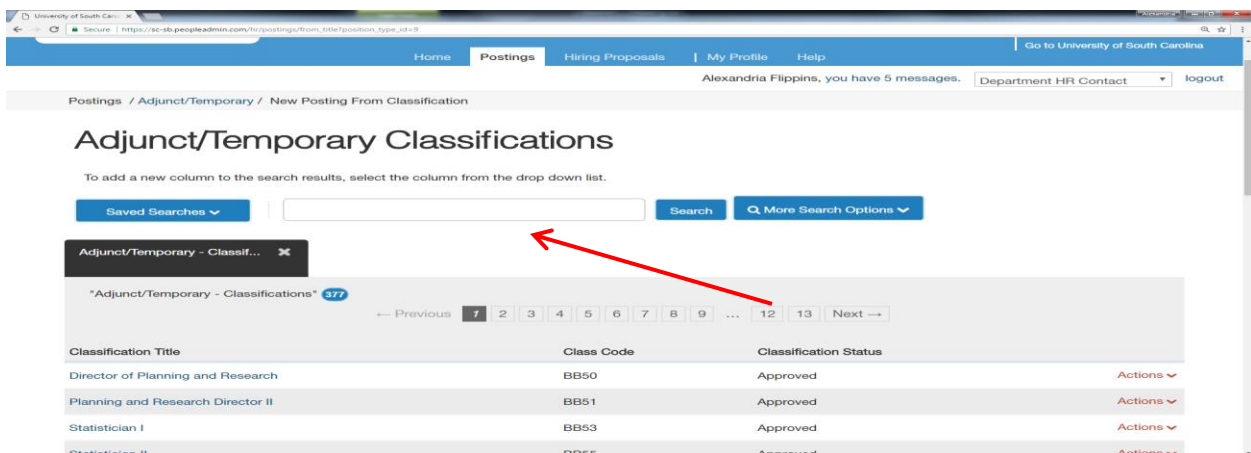 University of South Caro
Secure | https://sc-sb.peopleadmin.com/hr/postings/from_title?position_type_id=9
Go to University of South Carolina
Home Postings Hiring Proposals | My Profile Help
Alexandria Flippins, you have 5 messages. Department HR Contact logout
Postings / Adjunct/Temporary / New Posting From Classification
Adjunct/Temporary Classifications
To add a new column to the search results, select the column from the drop down list.
Saved Searches Search More Search Options
Adjunct/Temporary - Classif... ✖
"Adjunct/Temporary - Classifications" 377
← Previous 1 2 3 4 5 6 7 8 9 … 12 13 Next →
Classification Title Class Code Classification Status
Director of Planning and Research BB50 Approved Actions
Planning and Research Director II BB51 Approved Actions
Statistician I BB53 Approved Actions